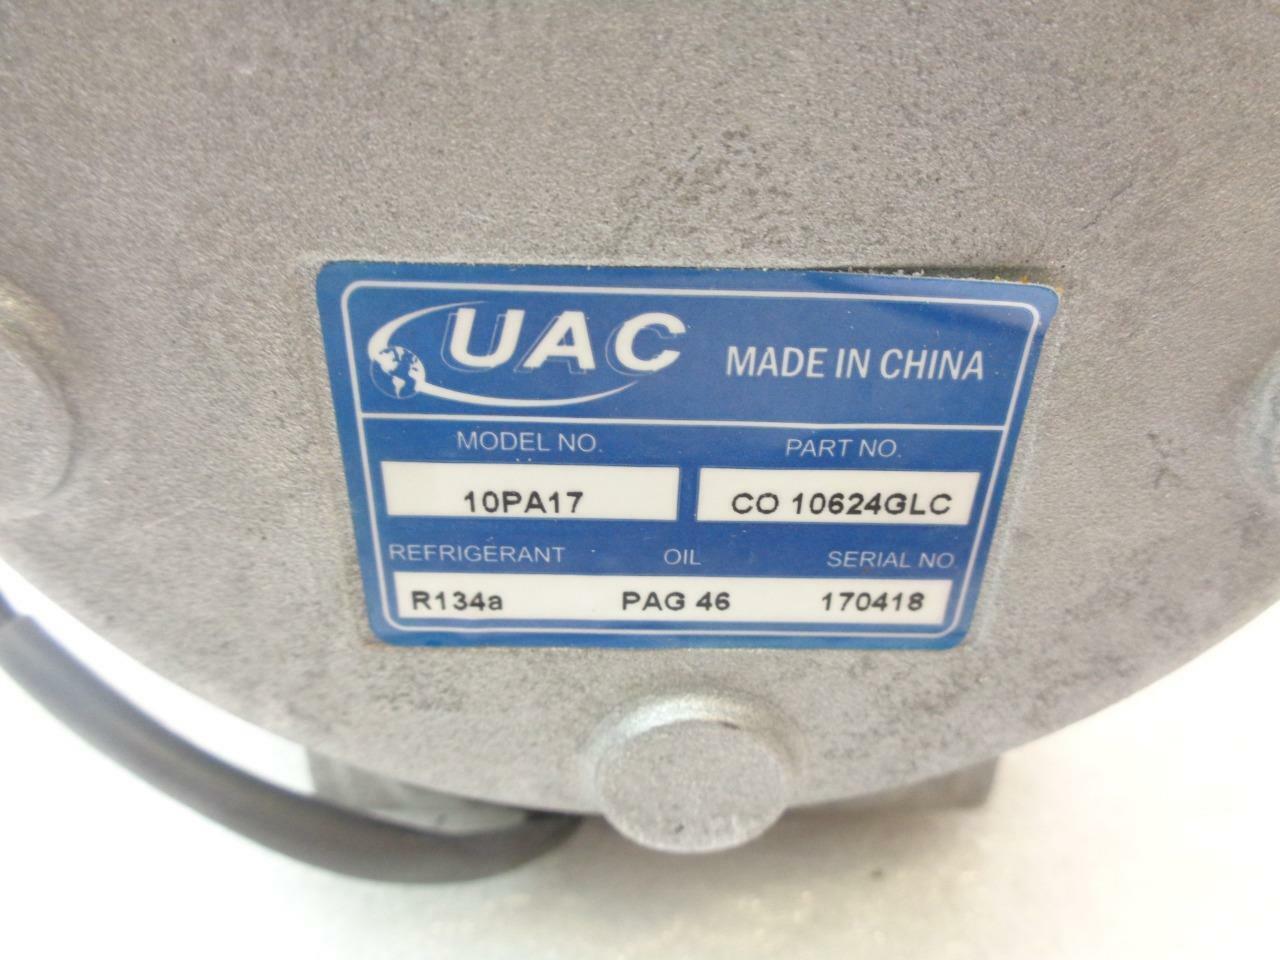 UAC MADE IN CHINA
MODEL NO. PART NO.
10PA17 CO 10624GLC
REFRIGERANT OIL SERIAL NO.
R134a PAG 46 170418